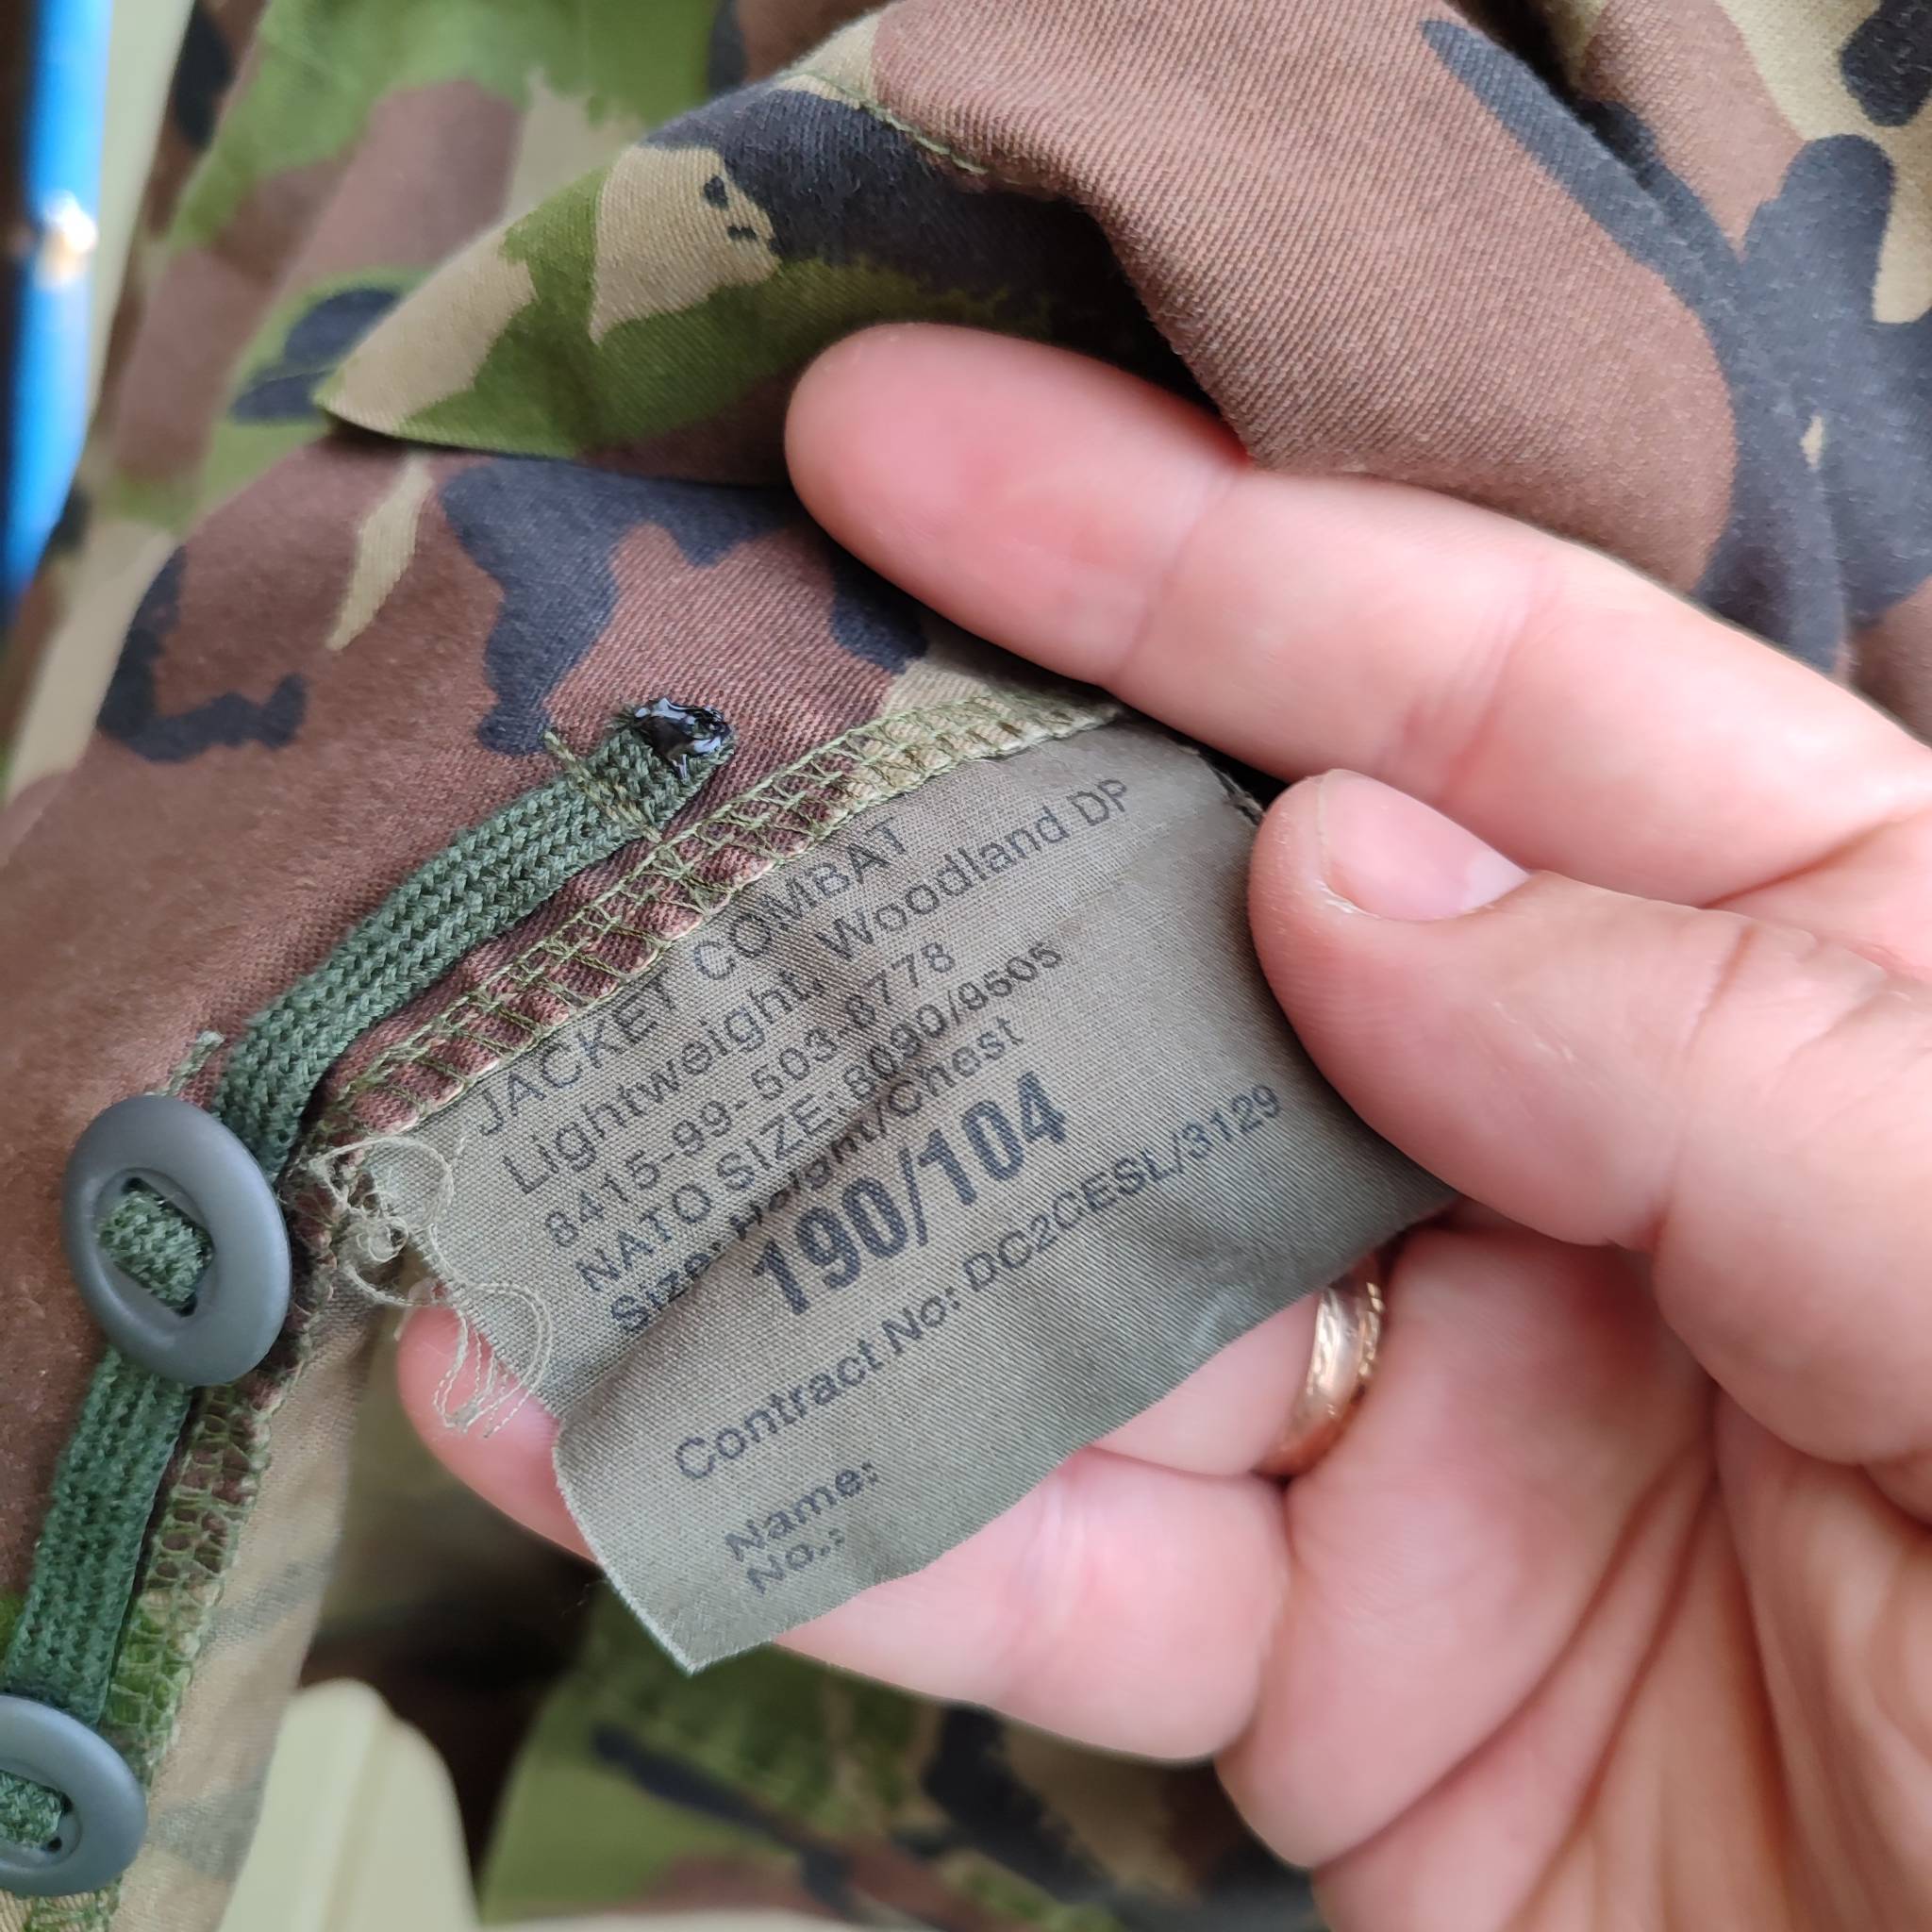 JACKET COMBAT
Lightweight, Woodland DP
8415-99-503-0778
NATO SIZE: 8090/9505
Size: Height/Chest
190/104
Contract No: DC2CESL/3129
Name:
No.: